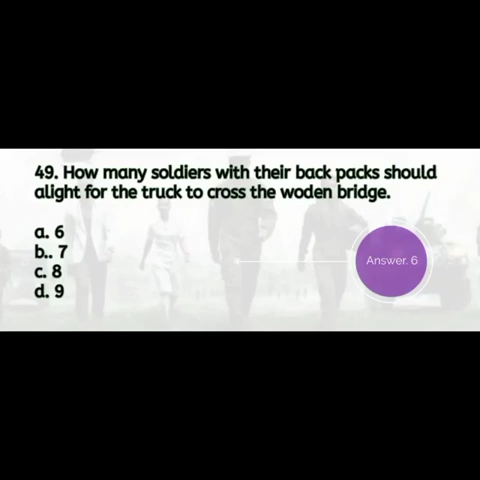 49. How many soldiers with their back packs should
alight for the truck to cross the woden bridge.
a. 6
b.. 7
c. 8
d. 9
Answer. 6